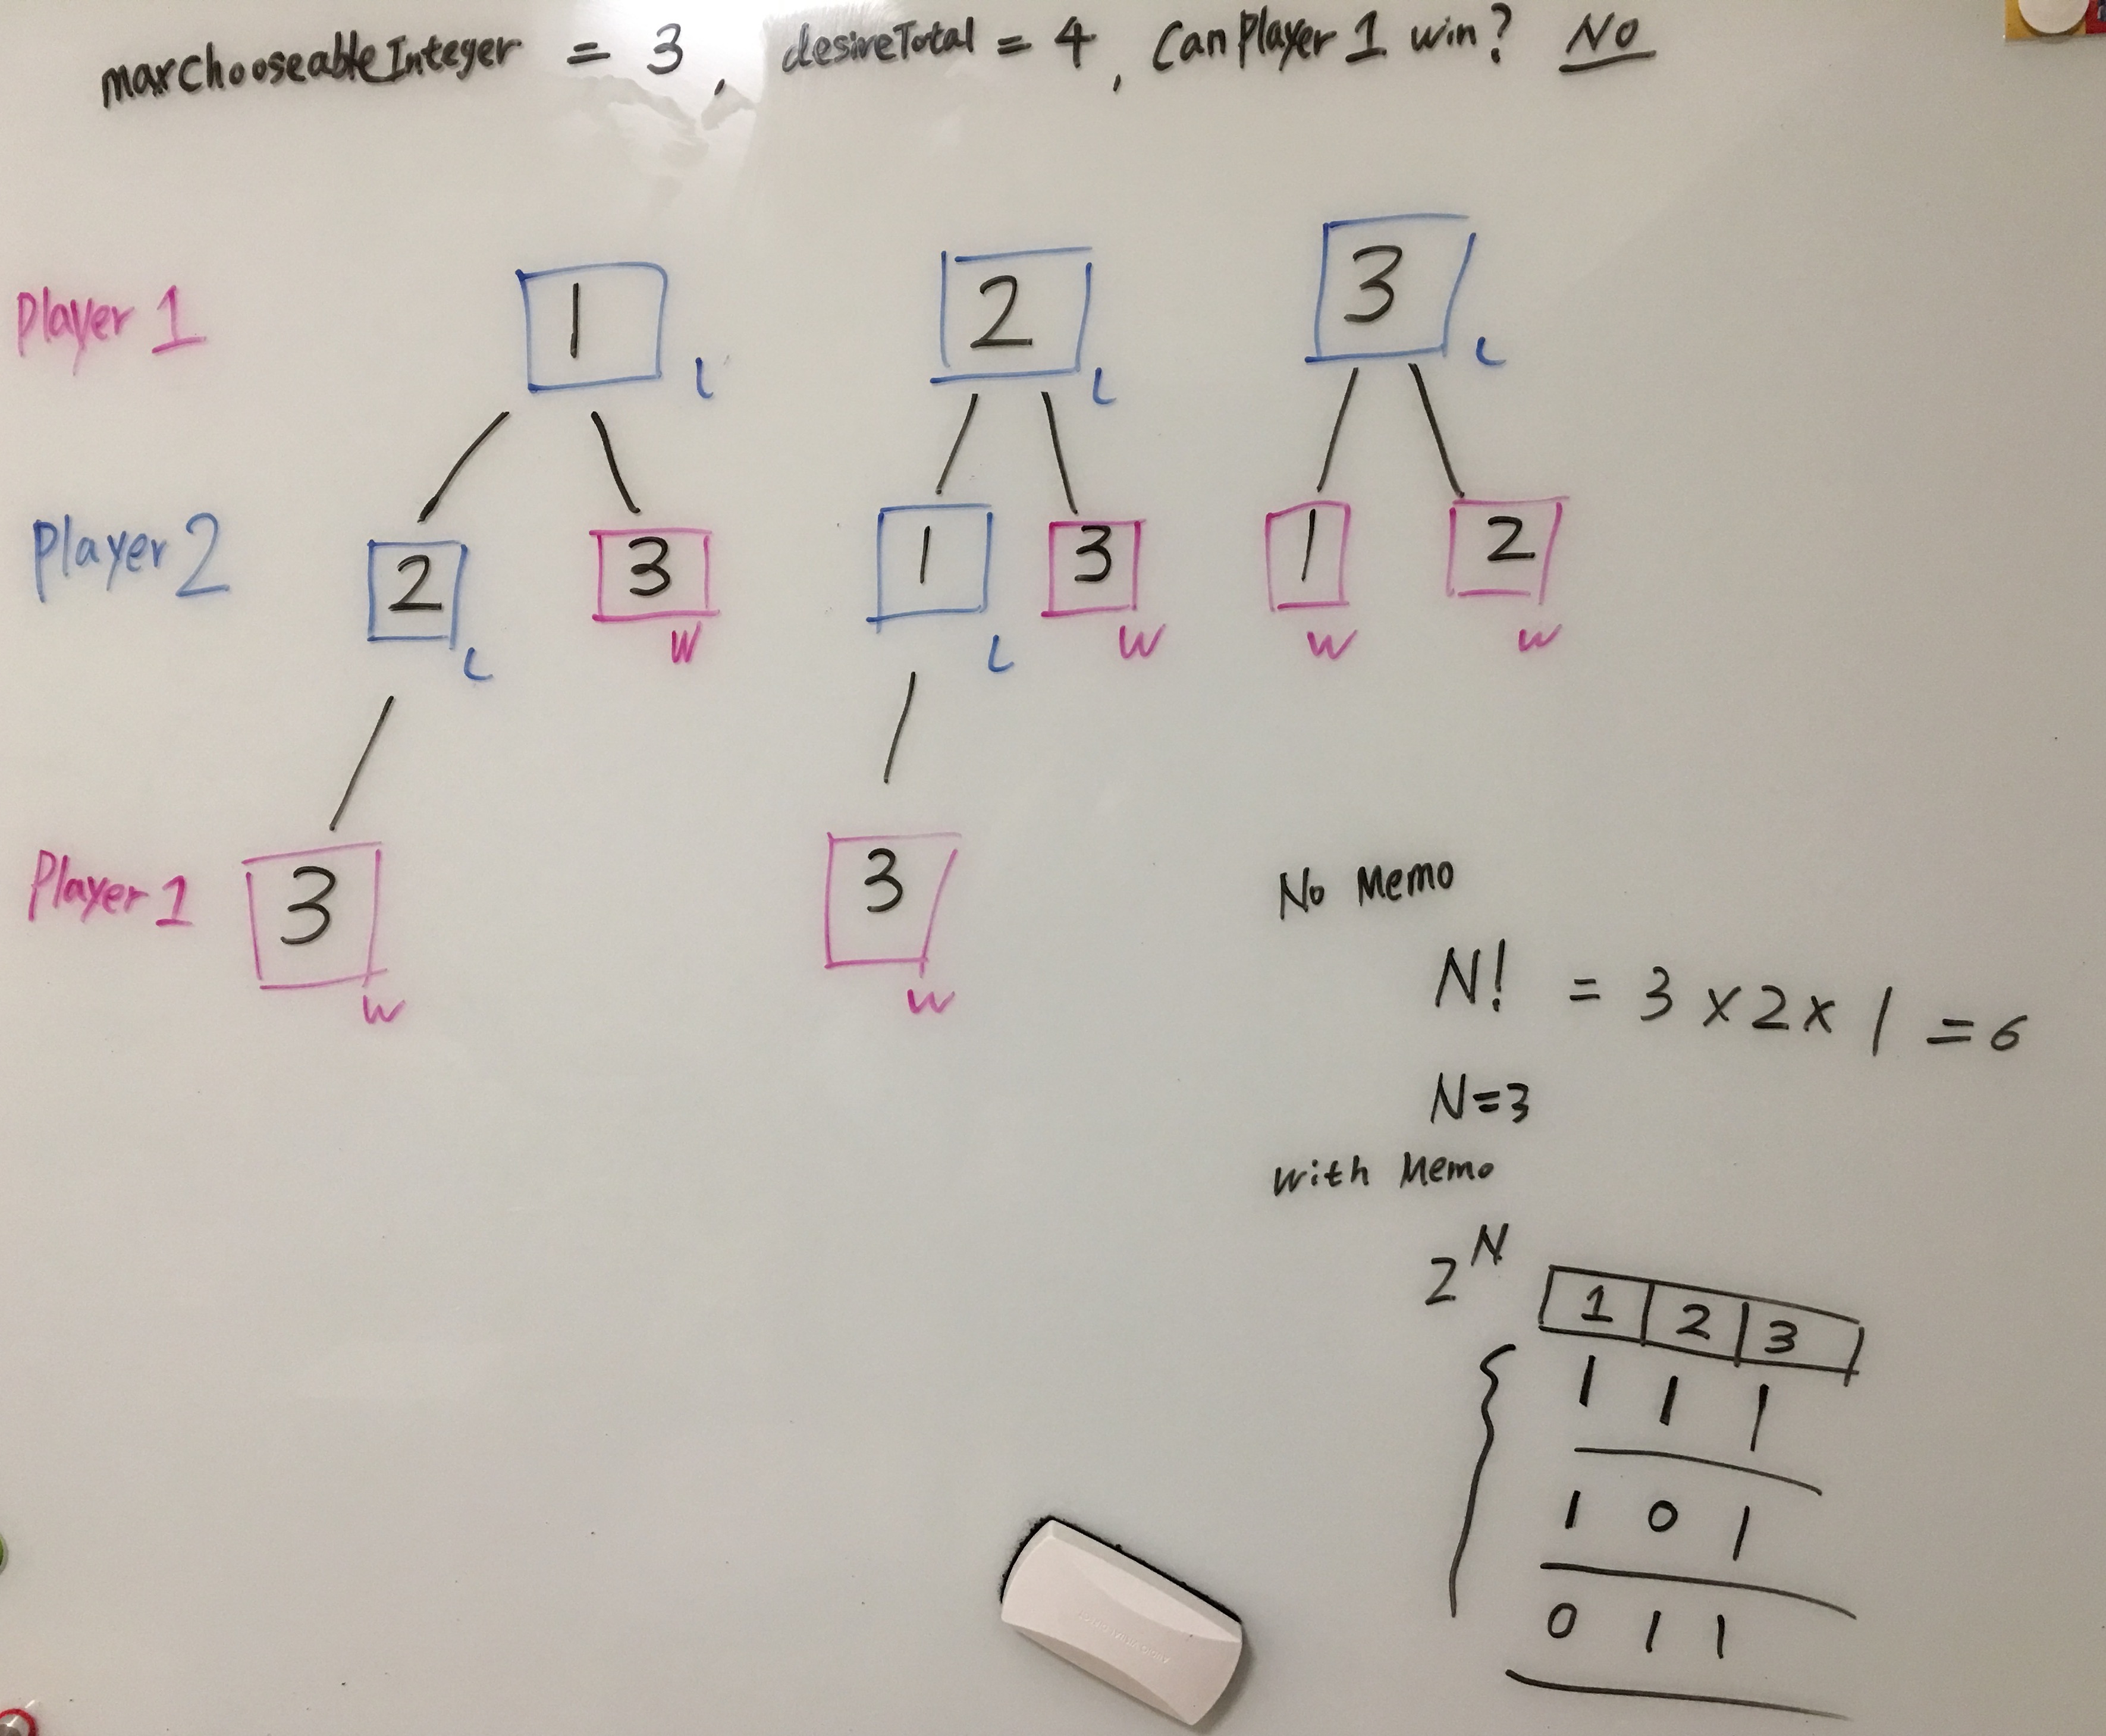 maxChooseableInteger = 3, desireTotal = 4, Can Player 1 win? No
Player 1 1 L 2 L 3 L
Player 2 2 L 3 W 1 L 3 W 1 W 2 W
Player 1 3 W 3 W
No Memo
N! = 3 x 2 x 1 = 6
N=3
With Memo
2^N
1 2 3
1 1 1
1 0 1
0 1 1